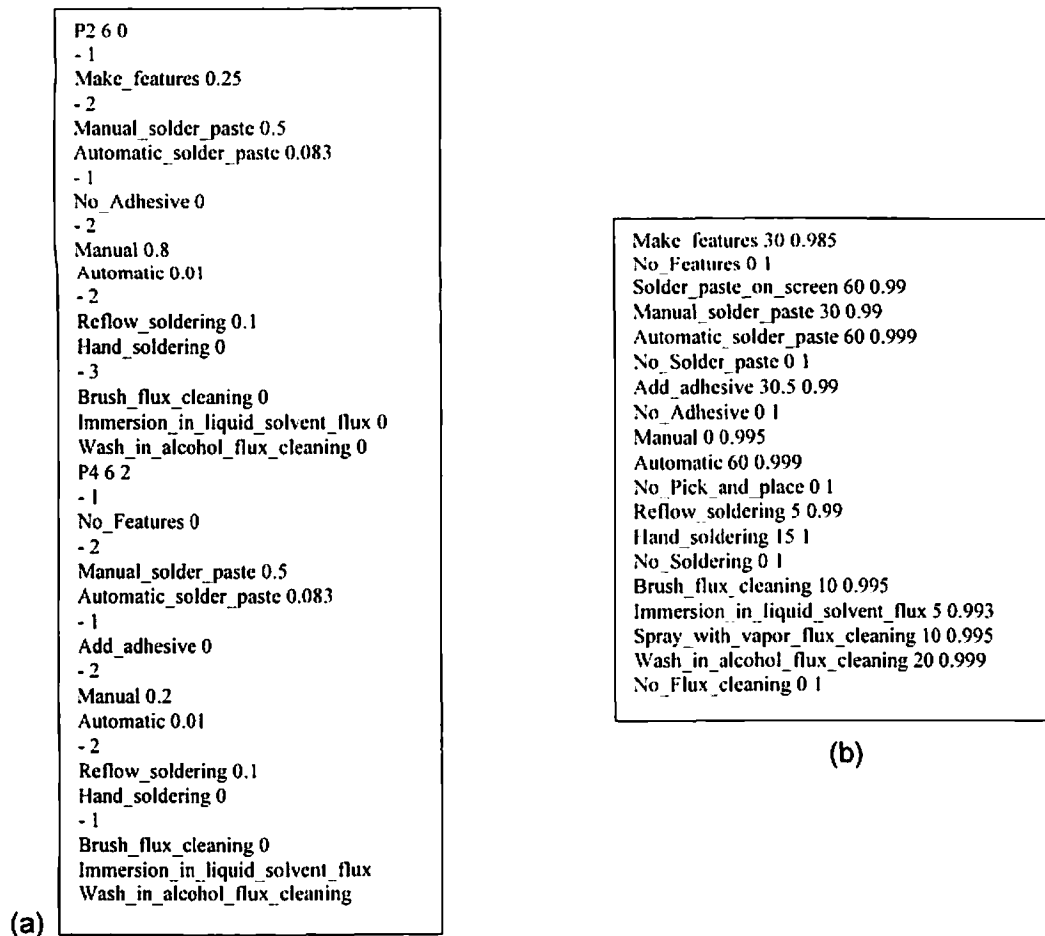 P2 6 0
- 1
Make_features 0.25
- 2
Manual_solder_paste 0.5
Automatic_solder_paste 0.083
- 1
No_Adhesive 0
- 2
Manual 0.8
Automatic 0.01
- 2
Reflow_soldering 0.1
Hand_soldering 0
- 3
Brush_flux_cleaning 0
Immersion_in_liquid_solvent_flux 0
Wash_in_alcohol_flux_cleaning 0
P4 6 2
- 1
No_Features 0
- 2
Manual_solder_paste 0.5
Automatic_solder_paste 0.083
- 1
Add_adhesive 0
- 2
Manual 0.2
Automatic 0.01
- 2
Reflow_soldering 0.1
Hand_soldering 0
- 1
Brush_flux_cleaning 0
Immersion_in_liquid_solvent_flux
Wash_in_alcohol_flux_cleaning
(a)
Make_features 30 0.985
No_Features 0 1
Solder_paste_on_screen 60 0.99
Manual_solder_paste 30 0.99
Automatic_solder_paste 60 0.999
No_Solder_paste 0 1
Add_adhesive 30.5 0.99
No_Adhesive 0 1
Manual 0 0.995
Automatic 60 0.999
No_Pick_and_place 0 1
Reflow_soldering 5 0.99
Hand_soldering 15 1
No_Soldering 0 1
Brush_flux_cleaning 10 0.995
Immersion_in_liquid_solvent_flux 5 0.993
Spray_with_vapor_flux_cleaning 10 0.995
Wash_in_alcohol_flux_cleaning 20 0.999
No_Flux_cleaning 0 1
(b)